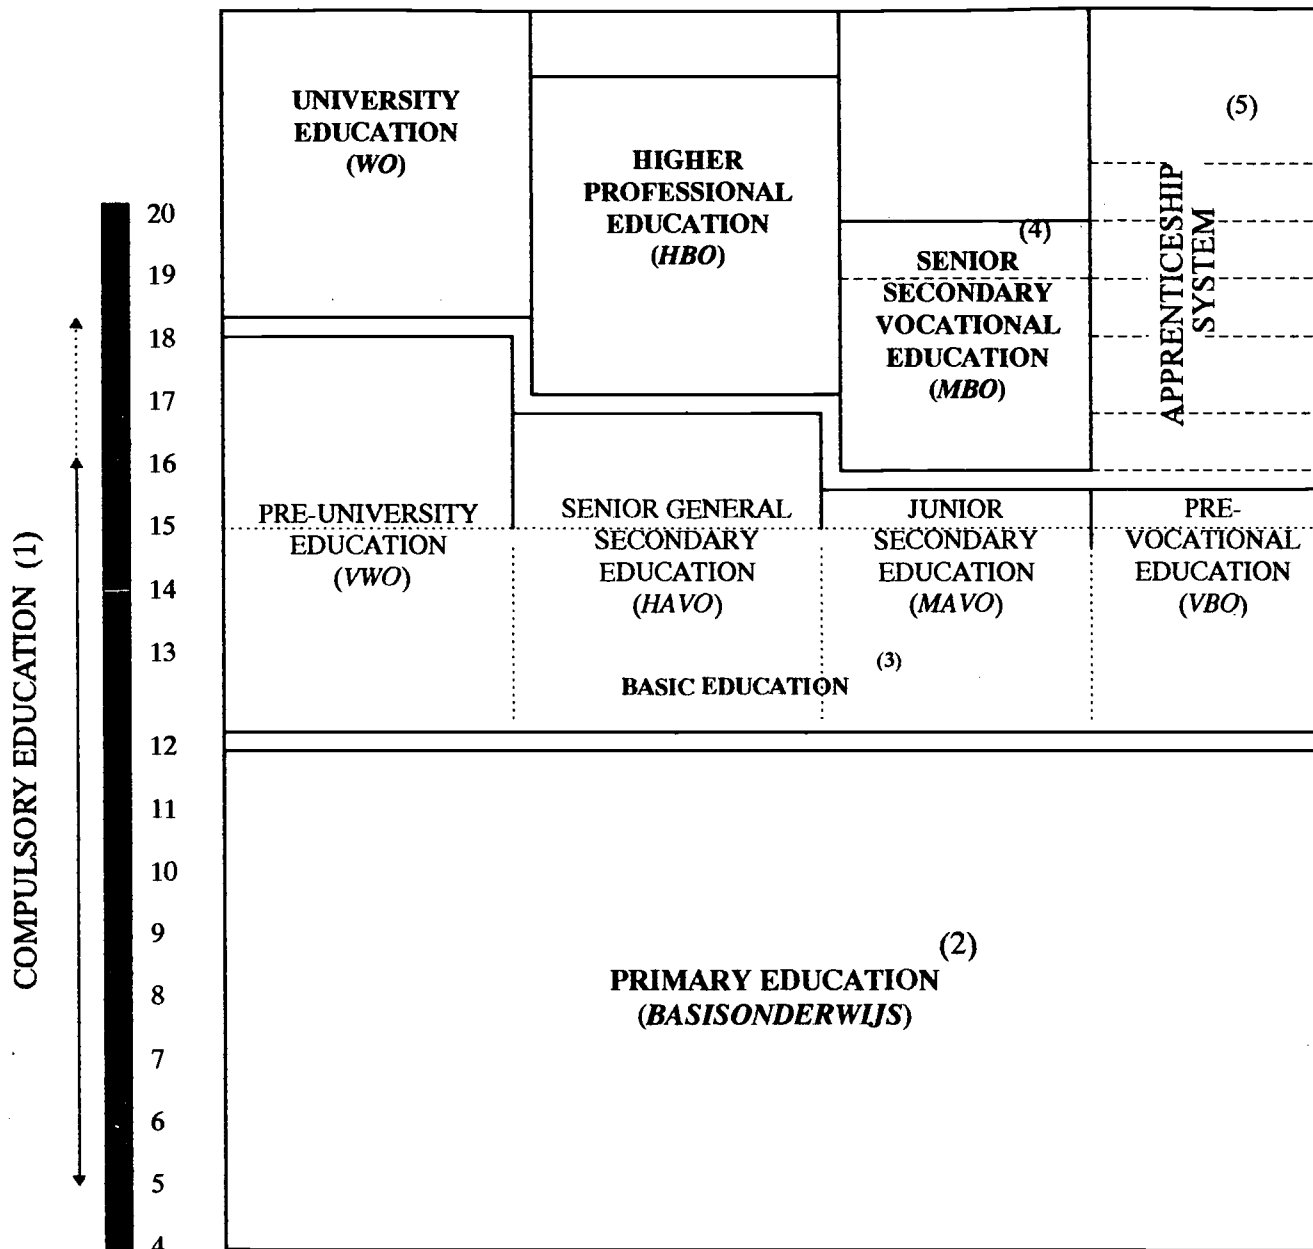 UNIVERSITY
EDUCATION
(WO)
HIGHER
PROFESSIONAL
EDUCATION
(HBO)
(4)
SENIOR
SECONDARY
VOCATIONAL
EDUCATION
(MBO)
(5)
APPRENTICESHIP
SYSTEM
20
19
18
17
16
15
14
13
12
11
10
9
8
7
6
5
4
COMPULSORY EDUCATION (1)
PRE-UNIVERSITY
EDUCATION
(VWO)
SENIOR GENERAL
SECONDARY
EDUCATION
(HAVO)
JUNIOR
SECONDARY
EDUCATION
(MAVO)
PRE-
VOCATIONAL
EDUCATION
(VBO)
BASIC EDUCATION (3)
PRIMARY EDUCATION (2)
(BASISONDERWIJS)